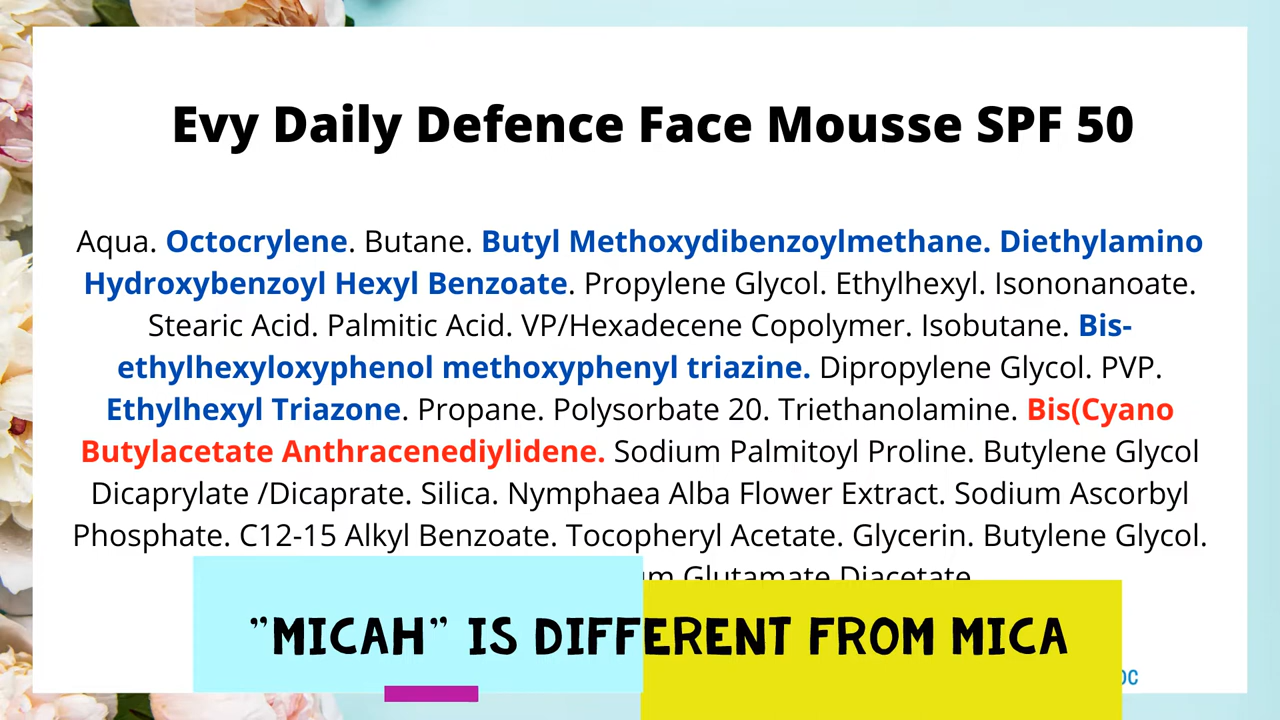 Evy Daily Defence Face Mousse SPF 50
Aqua. Octocrylene. Butane. Butyl Methoxydibenzoylmethane. Diethylamino
Hydroxybenzoyl Hexyl Benzoate. Propylene Glycol. Ethylhexyl. Isononanoate.
Stearic Acid. Palmitic Acid. VP/Hexadecene Copolymer. Isobutane. Bis-
ethylhexyloxyphenol methoxyphenyl triazine. Dipropylene Glycol. PVP.
Ethylhexyl Triazone. Propane. Polysorbate 20. Triethanolamine. Bis(Cyano
Butylacetate Anthracenediylidene. Sodium Palmitoyl Proline. Butylene Glycol
Dicaprylate /Dicaprate. Silica. Nymphaea Alba Flower Extract. Sodium Ascorbyl
Phosphate. C12-15 Alkyl Benzoate. Tocopheryl Acetate. Glycerin. Butylene Glycol.
Glutamate Diacetate
"MICAH" IS DIFFERENT FROM MICA